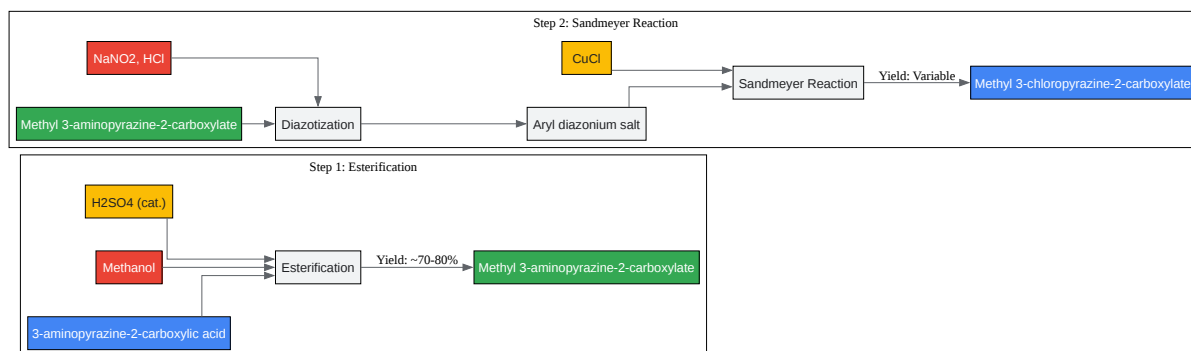 Step 2: Sandmeyer Reaction
NaNO2, HCl
CuCl
Methyl 3-aminopyrazine-2-carboxylate
Diazotization
Aryl diazonium salt
Sandmeyer Reaction
Yield: Variable
Methyl 3-chloropyrazine-2-carboxylate
Step 1: Esterification
H2SO4 (cat.)
Methanol
Esterification
Yield: ~70-80%
Methyl 3-aminopyrazine-2-carboxylate
3-aminopyrazine-2-carboxylic acid